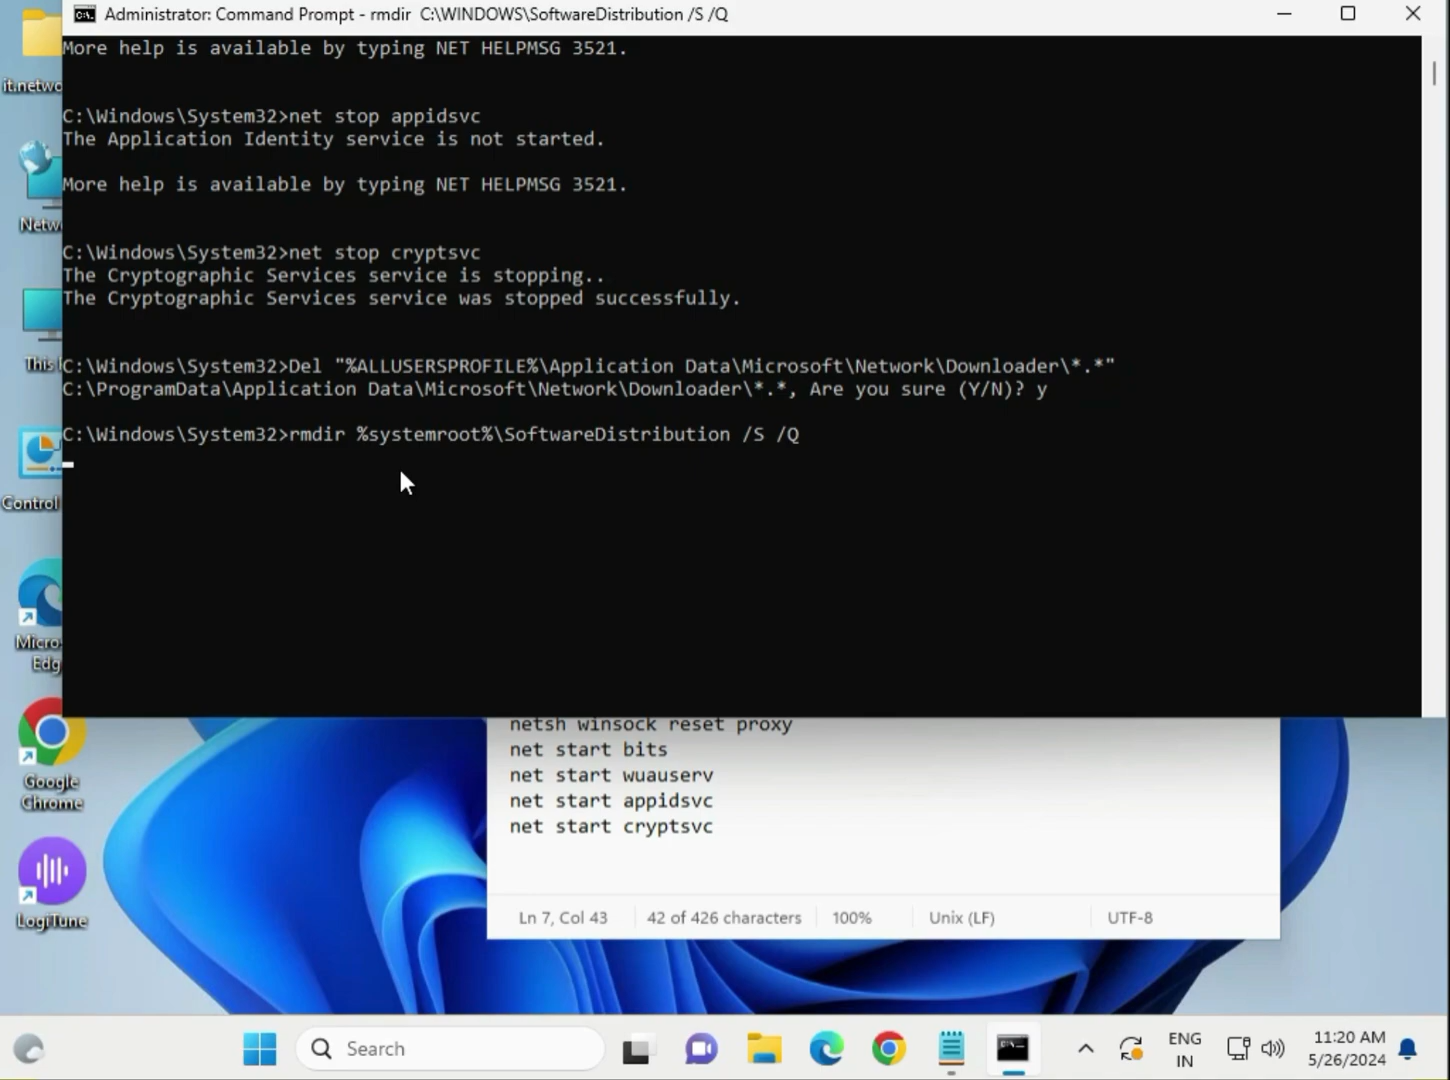 Administrator: Command Prompt - rmdir  C:\WINDOWS\SoftwareDistribution /S /Q
More help is available by typing NET HELPMSG 3521.
C:\Windows\System32>net stop appidsvc
The Application Identity service is not started.
More help is available by typing NET HELPMSG 3521.
C:\Windows\System32>net stop cryptsvc
The Cryptographic Services service is stopping..
The Cryptographic Services service was stopped successfully.
C:\Windows\System32>Del "%ALLUSERSPROFILE%\Application Data\Microsoft\Network\Downloader\*.*"
C:\ProgramData\Application Data\Microsoft\Network\Downloader\*.*, Are you sure (Y/N)? y
C:\Windows\System32>rmdir %systemroot%\SoftwareDistribution /S /Q
it.netwo
Netw
This
Control
Micro
Edg
Google
Chrome
LogiTune
netsh winsock reset proxy
net start bits
net start wuauserv
net start appidsvc
net start cryptsvc
Ln 7, Col 43
42 of 426 characters
100%
Unix (LF)
UTF-8
Search
ENG
IN
11:20 AM
5/26/2024